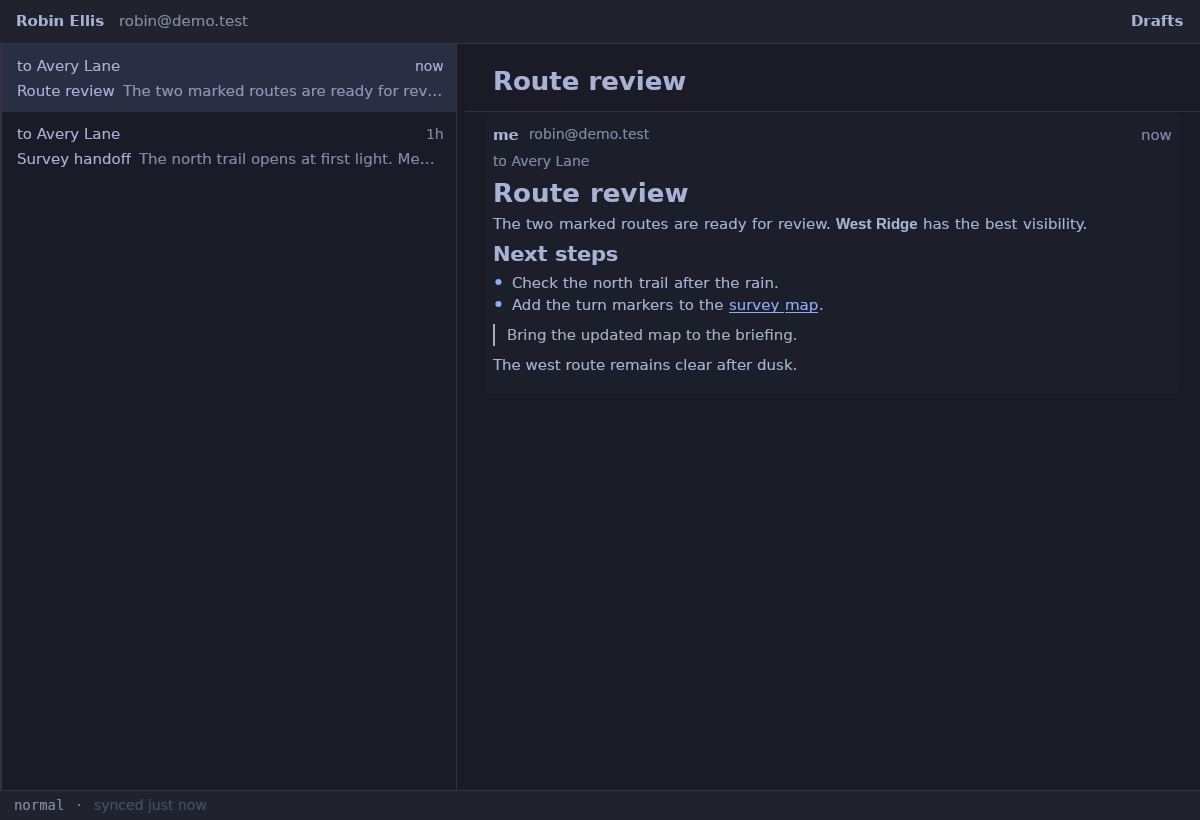 Robin Ellis robin@demo.test Drafts
to Avery Lane now
Route review The two marked routes are ready for rev…
to Avery Lane 1h
Survey handoff The north trail opens at first light. Me…
Route review
me robin@demo.test now
to Avery Lane
Route review
The two marked routes are ready for review. West Ridge has the best visibility.
Next steps
• Check the north trail after the rain.
• Add the turn markers to the survey map.
Bring the updated map to the briefing.
The west route remains clear after dusk.
normal · synced just now